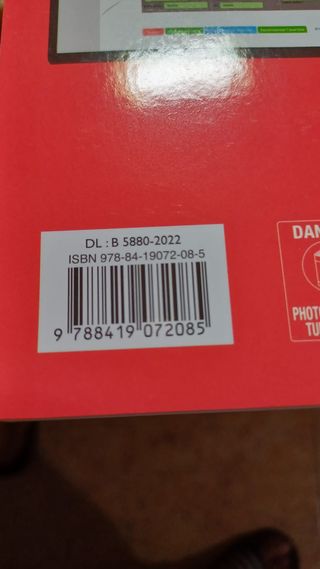 DL : B 5880-2022
ISBN 978-84-19072-08-5
9 788419 072085
DAN
PHOTO
TU